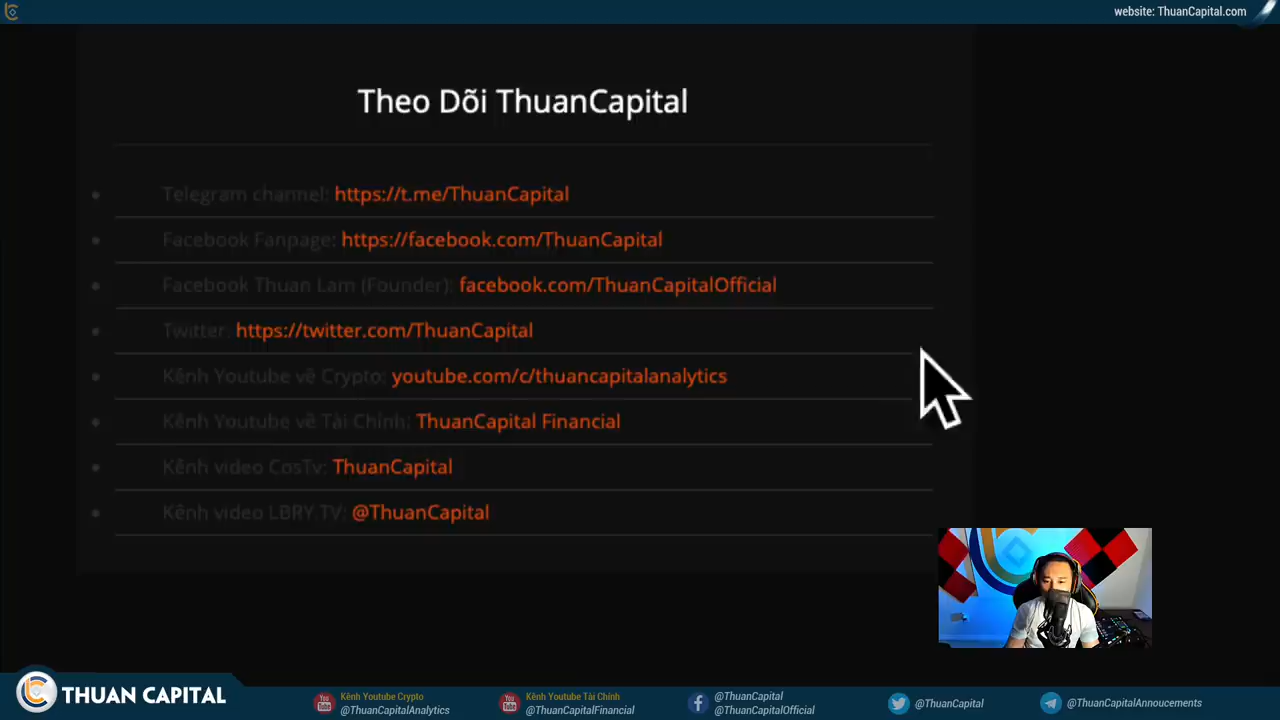 website: ThuanCapital.com
Theo Dõi ThuanCapital
Telegram channel: https://t.me/ThuanCapital
Facebook Fanpage: https://facebook.com/ThuanCapital
Facebook Thuan Lam (Founder): facebook.com/ThuanCapitalOfficial
Twitter: https://twitter.com/ThuanCapital
Kênh Youtube về Crypto: youtube.com/c/thuancapitalanalytics
Kênh Youtube về Tài Chính: ThuanCapital Financial
Kênh video CosTv: ThuanCapital
Kênh video LBRY.TV: @ThuanCapital
THUAN CAPITAL
Kênh Youtube Crypto
@ThuanCapitalAnalytics
Kênh Youtube Tài Chính
@ThuanCapitalFinancial
@ThuanCapital
@ThuanCapitalOfficial
@ThuanCapital
@ThuanCapitalAnnoucements